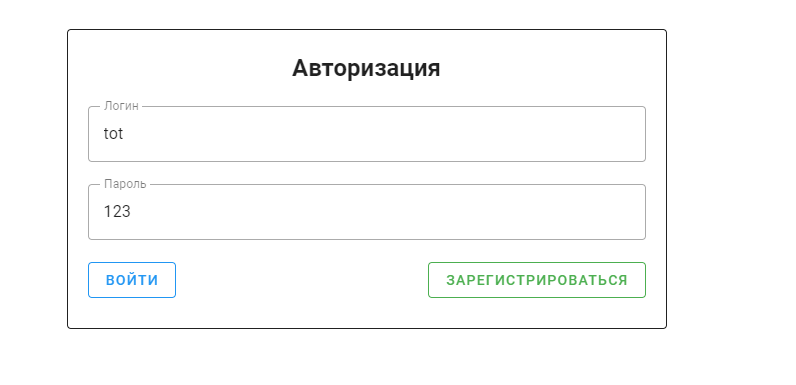 Авторизация
Логин
tot
Пароль
123
ВОЙТИ
ЗАРЕГИСТРИРОВАТЬСЯ